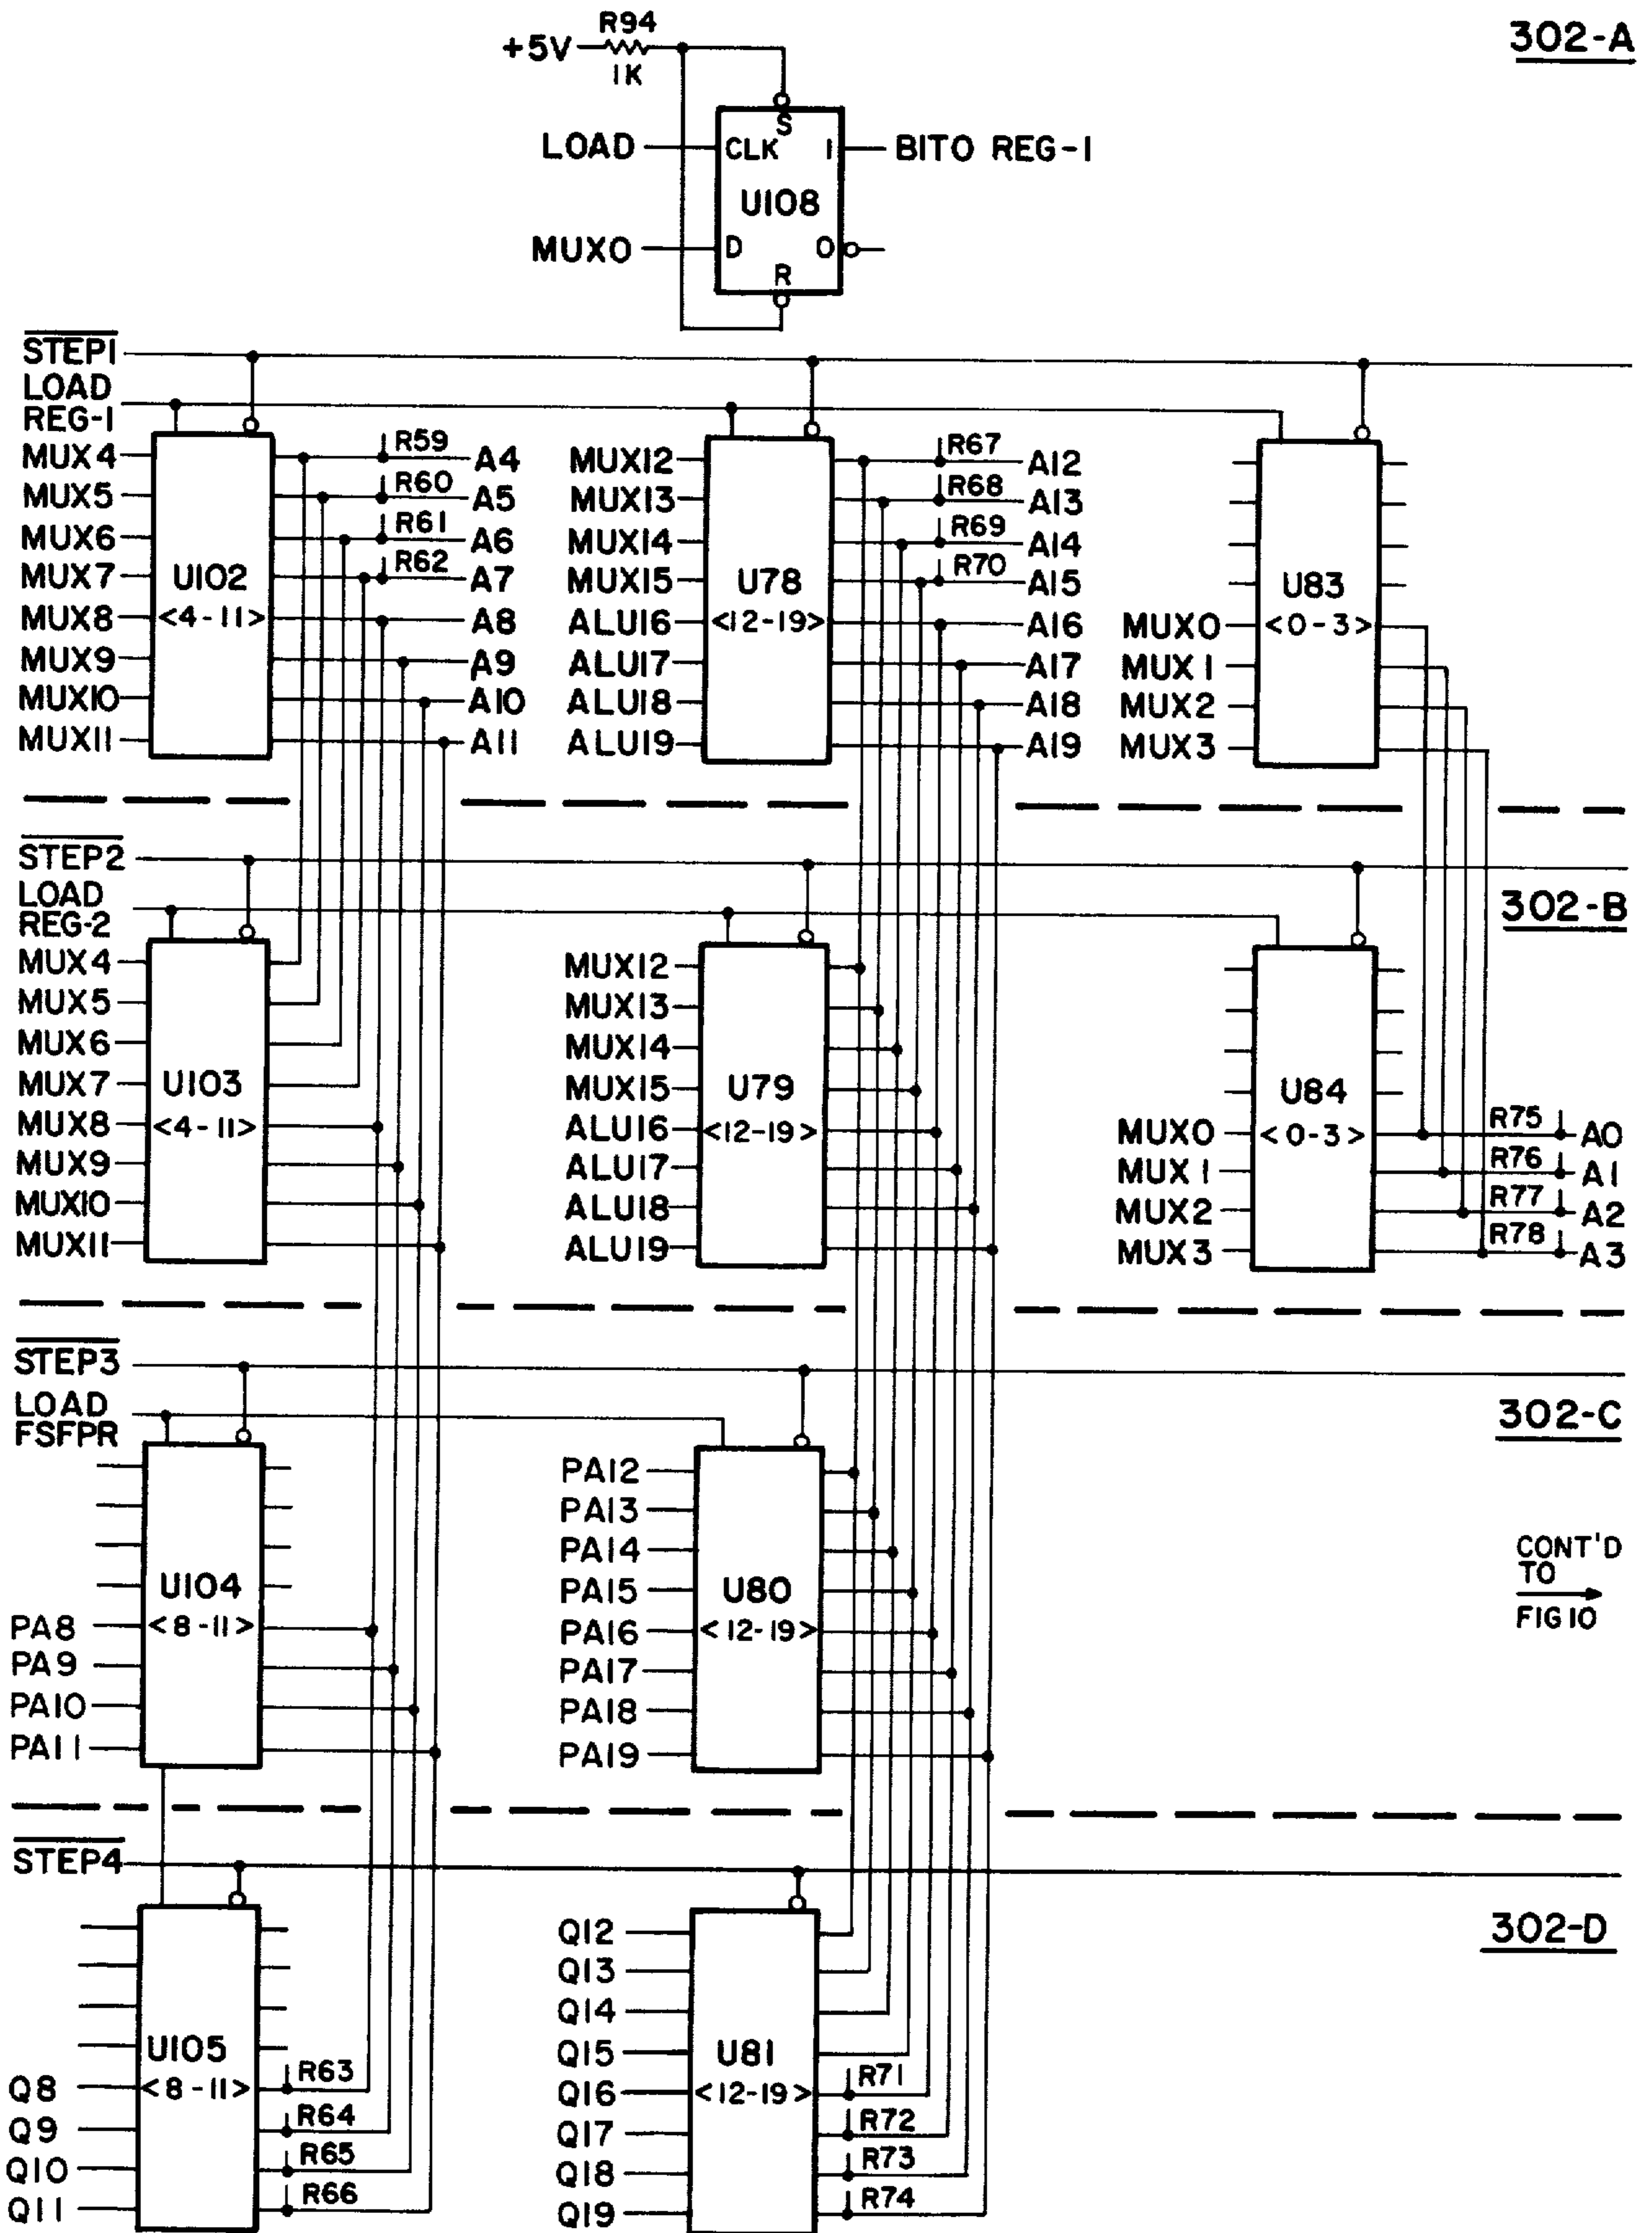 302-A
R94
+5V
1K
S
LOAD
CLK
1
BIT0 REG-1
U108
MUX0
D
0
R
STEP1
LOAD
REG-1
MUX4
MUX5
MUX6
MUX7
MUX8
MUX9
MUX10
MUX11
U102
<4-11>
R59
R60
R61
R62
A4
A5
A6
A7
A8
A9
A10
A11
MUX12
MUX13
MUX14
MUX15
ALU16
ALU17
ALU18
ALU19
U78
<12-19>
R67
R68
R69
R70
A12
A13
A14
A15
A16
A17
A18
A19
MUX0
MUX1
MUX2
MUX3
U83
<0-3>
STEP2
LOAD
REG-2
302-B
MUX4
MUX5
MUX6
MUX7
MUX8
MUX9
MUX10
MUX11
U103
<4-11>
MUX12
MUX13
MUX14
MUX15
ALU16
ALU17
ALU18
ALU19
U79
<12-19>
MUX0
MUX1
MUX2
MUX3
U84
<0-3>
R75
R76
R77
R78
A0
A1
A2
A3
STEP3
LOAD
FSFPR
302-C
U104
<8-11>
PA8
PA9
PA10
PA11
PA12
PA13
PA14
PA15
PA16
PA17
PA18
PA19
U80
<12-19>
CONT'D
TO
FIG 10
STEP4
302-D
U105
<8-11>
Q8
Q9
Q10
Q11
R63
R64
R65
R66
Q12
Q13
Q14
Q15
Q16
Q17
Q18
Q19
U81
<12-19>
R71
R72
R73
R74